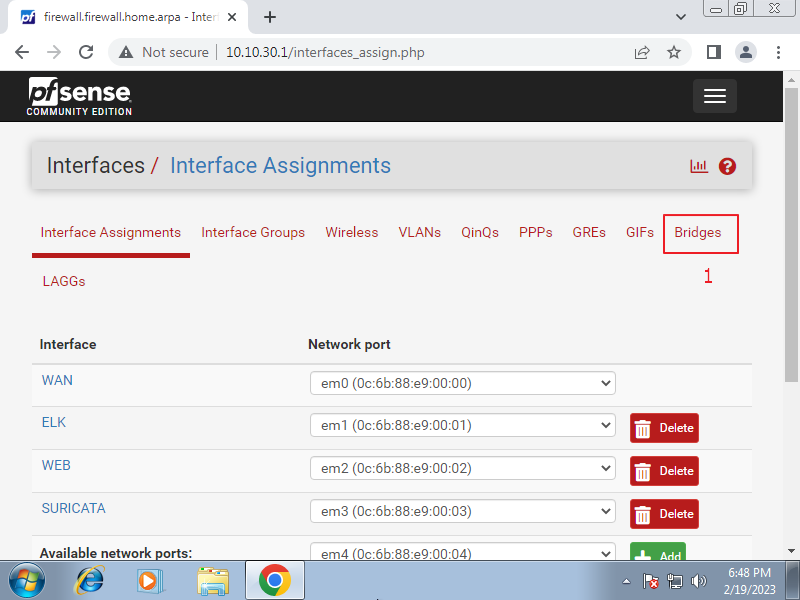 firewall.firewall.home.arpa - Inter
Not secure 10.10.30.1/interfaces_assign.php
pfsense
COMMUNITY EDITION
Interfaces / Interface Assignments
Interface Assignments Interface Groups Wireless VLANs QinQs PPPs GREs GIFs Bridges
LAGGs
1
Interface Network port
WAN em0 (0c:6b:88:e9:00:00)
ELK em1 (0c:6b:88:e9:00:01) Delete
WEB em2 (0c:6b:88:e9:00:02) Delete
SURICATA em3 (0c:6b:88:e9:00:03) Delete
Available network ports: em4 (0c:6b:88:e9:00:04) Add
6:48 PM
2/19/2023